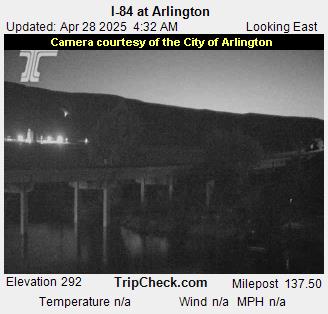 I-84 at Arlington
Updated: Apr 28 2025 4:32 AM Looking East
Camera courtesy of the City of Arlington
Elevation 292 TripCheck.com Milepost 137.50
Temperature n/a Wind n/a MPH n/a